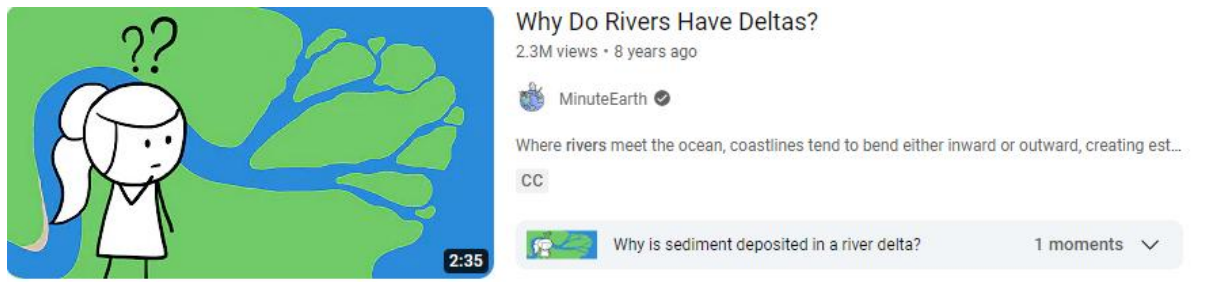 ??
2:35
Why Do Rivers Have Deltas?
2.3M views • 8 years ago
MinuteEarth
Where rivers meet the ocean, coastlines tend to bend either inward or outward, creating est...
CC
Why is sediment deposited in a river delta? 1 moments